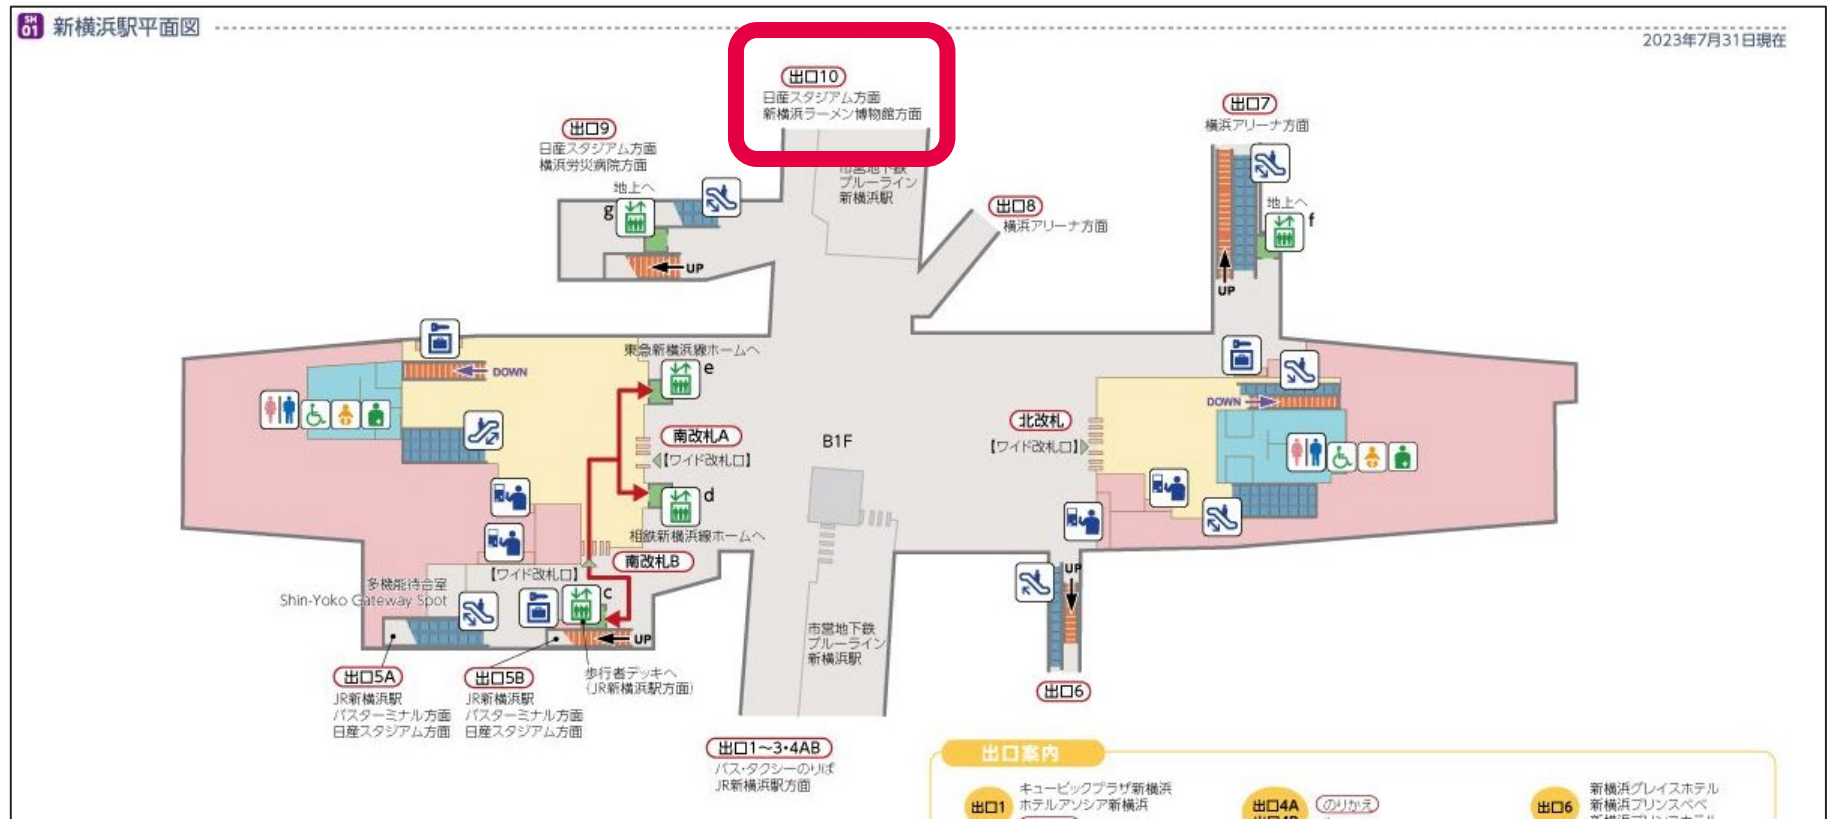 SH
01
新横浜駅平面図
2023年7月31日現在
出口10
日産スタジアム方面
新横浜ラーメン博物館方面
出口7
横浜アリーナ方面
出口9
日産スタジアム方面
横浜労災病院方面
市営地下鉄
ブルーライン
新横浜駅
地上へ
g
出口8
横浜アリーナ方面
地上へ
f
UP
UP
東急新横浜線ホームへ
e
DOWN
DOWN
南改札A
【ワイド改札口】
B1F
北改札
【ワイド改札口】
d
相鉄新横浜線ホームへ
南改札B
【ワイド改札口】
多機能待合室
Shin-Yoko Gateway Spot
c
UP
UP
市営地下鉄
ブルーライン
新横浜駅
出口5A
JR新横浜駅
バスターミナル方面
日産スタジアム方面
出口5B
JR新横浜駅
バスターミナル方面
日産スタジアム方面
歩行者デッキへ
(JR新横浜駅方面)
出口6
出口1～3・4AB
バス・タクシーのりば
JR新横浜駅方面
出口案内
出口1
キュービックプラザ新横浜
ホテルアソシア新横浜
出口4A
のりかえ
出口6
新横浜グレイスホテル
新横浜プリンスペペ